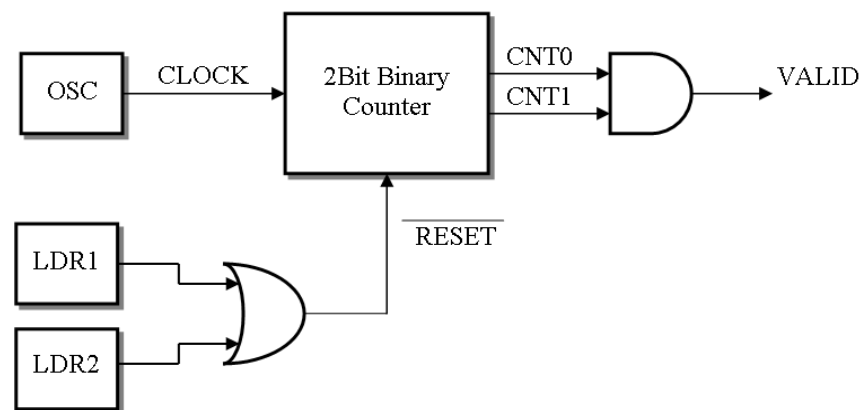 OSC
CLOCK
2Bit Binary
Counter
CNT0
CNT1
VALID
RESET
LDR1
LDR2